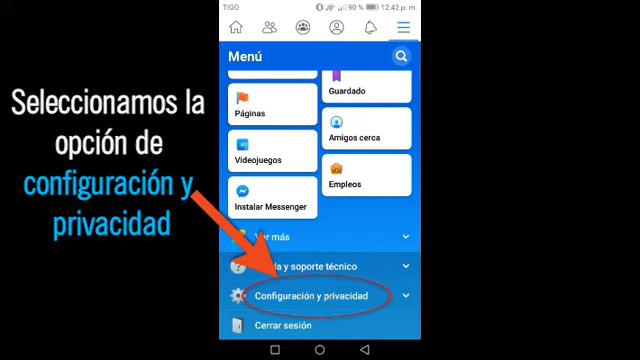 TIGO 90 % 12:42 p. m.
Menú
Seleccionamos la
opción de
configuración y
privacidad
Guardado
Páginas
Amigos cerca
Videojuegos
Empleos
Instalar Messenger
Ver más
a y soporte técnico
Configuración y privacidad
Cerrar sesión